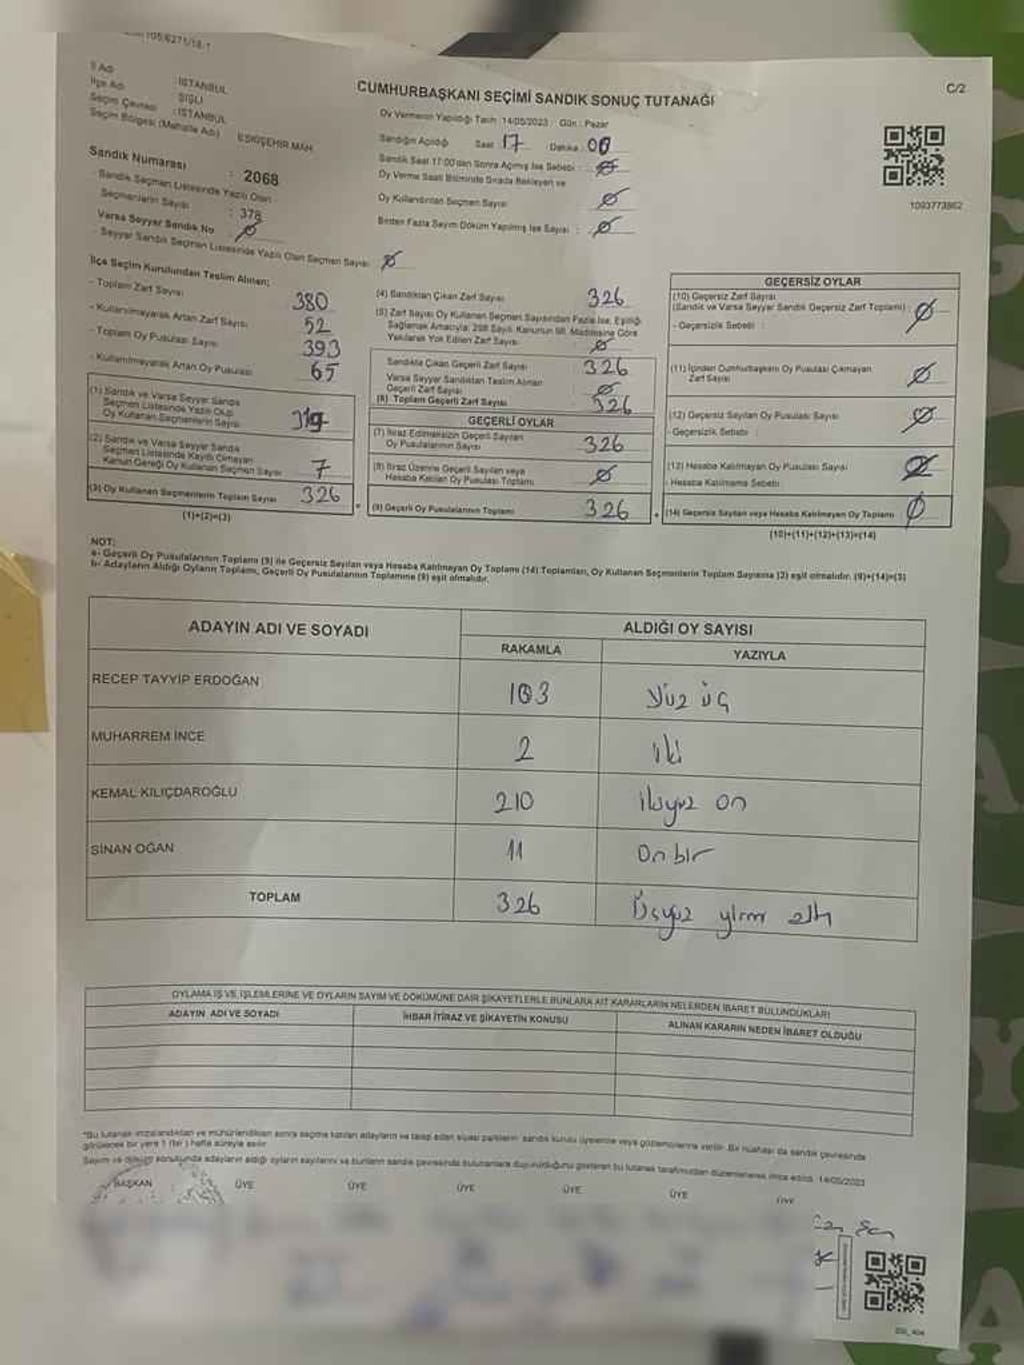 C/2
CUMHURBAŞKANI SEÇİMİ SANDIK SONUÇ TUTANAĞI
İl Adı : İSTANBUL
İlçe Adı : ŞİŞLİ
Seçim Çevresi : İSTANBUL
Seçim Bölgesi (Mahalle Adı) ESKİŞEHİR MAH.
Sandık Numarası : 2068
Sandık Seçmen Listesinde Yazılı Olan
Seçmenlerin Sayısı : 378
Varsa Seyyar Sandık No : Ø
- Seyyar Sandık Seçmen Listesinde Yazılı Olan Seçmen Sayısı Ø
Oy Vermenin Yapıldığı Tarih: 14/05/2023 Gün: Pazar
Sandığın Açıldığı Saat 17 Dakika : 00
Sandık Saat 17:00'den Sonra Açılmış İse Sebebi : Ø
Oy Verme Saati Bitiminde Sırada Bekleyen ve
Oy Kullandırılan Seçmen Sayısı Ø
Birden Fazla Sayım Döküm Yapılmış İse Sayısı : Ø
1093773862
İlçe Seçim Kurulundan Teslim Alınan;
- Toplam Zarf Sayısı 380
- Kullanılmayarak Artan Zarf Sayısı 52
- Toplam Oy Pusulası Sayısı 393
- Kullanılmayarak Artan Oy Pusulası 65
(1) Sandık ve Varsa Seyyar Sandık
Seçmen Listesinde Yazılı Olup
Oy Kullanan Seçmenlerin Sayısı 319
(2) Sandık ve Varsa Seyyar Sandık
Seçmen Listesinde Kayıtlı Olmayan
Kanun Gereği Oy Kullanan Seçmen Sayısı 7
(3) Oy Kullanan Seçmenlerin Toplam Sayısı 326
(1)+(2)=(3)
(4) Sandıktan Çıkan Zarf Sayısı 326
(5) Zarf Sayısı Oy Kullanan Seçmen Sayısından Fazla İse, Eşitliği
Sağlamak Amacıyla; 298 Sayılı Kanunun 98. Maddesine Göre
Yakılarak Yok Edilen Zarf Sayısı Ø
Sandıkta Çıkan Geçerli Zarf Sayısı 326
Varsa Seyyar Sandıktan Teslim Alınan
Geçerli Zarf Sayısı Ø
(6) Toplam Geçerli Zarf Sayısı 326
GEÇERLİ OYLAR
(7) İtiraz Edilmeksizin Geçerli Sayılan
Oy Pusulalarının Sayısı 326
(8) İtiraz Üzerine Geçerli Sayılan veya
Hesaba Katılan Oy Pusulası Toplamı Ø
(9) Geçerli Oy Pusulalarının Toplamı 326
GEÇERSİZ OYLAR
(10) Geçersiz Zarf Sayısı
(Sandık ve Varsa Seyyar Sandık Geçersiz Zarf Toplamı) : Ø
- Geçersizlik Sebebi :
(11) İçinden Cumhurbaşkanı Oy Pusulası Çıkmayan
Zarf Sayısı Ø
(12) Geçersiz Sayılan Oy Pusulası Sayısı Ø
- Geçersizlik Sebebi :
(13) Hesaba Katılmayan Oy Pusulası Sayısı
- Hesaba Katılmama Sebebi
(14) Geçersiz Sayılan veya Hesaba Katılmayan Oy Toplamı Ø
(10)+(11)+(12)+(13)=(14)
NOT:
a- Geçerli Oy Pusulalarının Toplamı (9) ile Geçersiz Sayılan veya Hesaba Katılmayan Oy Toplamı (14) Toplamları, Oy Kullanan Seçmenlerin Toplam Sayısına (3) eşit olmalıdır. (9)+(14)=(3)
b- Adayların Aldığı Oyların Toplamı, Geçerli Oy Pusulalarının Toplamına (9) eşit olmalıdır.
ADAYIN ADI VE SOYADI ALDIĞI OY SAYISI
RAKAMLA YAZIYLA
RECEP TAYYİP ERDOĞAN 103 Yüz üç
MUHARREM İNCE 2 iki
KEMAL KILIÇDAROĞLU 210 ikiyüz on
SİNAN OĞAN 11 On bir
TOPLAM 326 Üçyüz yirmi altı
OYLAMA İŞ VE İŞLEMLERİNE VE OYLARIN SAYIM VE DÖKÜMÜNE DAİR ŞİKAYETLERLE BUNLARA AİT KARARLARIN NELERDEN İBARET BULUNDUKLARI
ADAYIN ADI VE SOYADI İHBAR İTİRAZ VE ŞİKAYETİN KONUSU ALINAN KARARIN NEDEN İBARET OLDUĞU
*Bu tutanak imzalandıktan ve mühürlendikten sonra seçime katılan adayların ve talep eden siyasi partilerin sandık kurulu üyelerine veya gözlemcilerine verilir. Bir nüshası da sandık çevresinde
görülecek bir yere 1 (bir) hafta süreyle asılır.
Sayım ve döküm sonucunda adayların aldığı oyların sayılarını ve bunların sandık çevresinde bulunanlara duyurulduğunu gösteren bu tutanak tarafımızdan düzenlenerek imza edildi. 14/05/2023
BAŞKAN ÜYE ÜYE ÜYE ÜYE ÜYE ÜYE